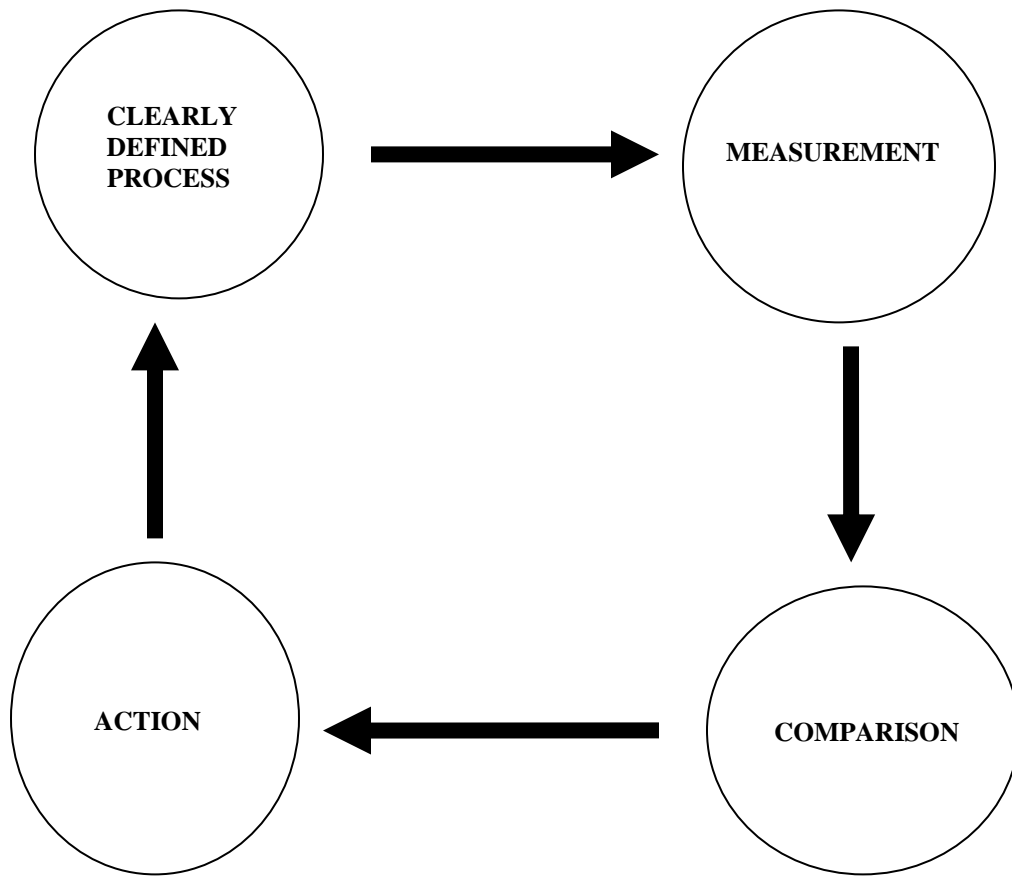 CLEARLY
DEFINED
PROCESS
MEASUREMENT
ACTION
COMPARISON